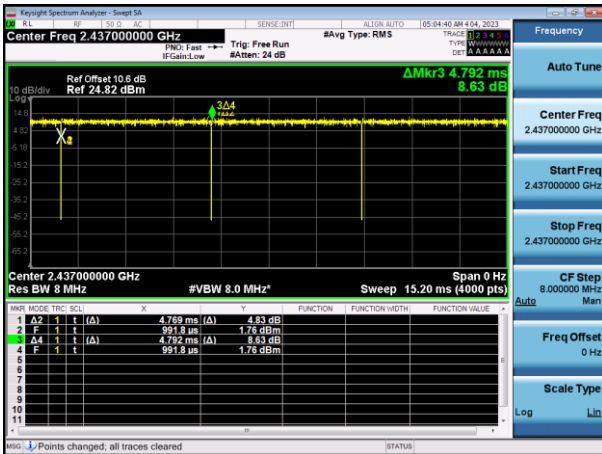 Keysight Spectrum Analyzer - Swept SA
RL RF 50 Ω AC SENSE:INT ALIGN AUTO 05:04:40 AM 4 04, 2023
Center Freq 2.437000000 GHz #Avg Type: RMS TRACE 1 2 3 4 5 6
PNO: Fast Trig: Free Run TYPE WWWWWW
IFGain:Low #Atten: 24 dB DET A A A A A A
Ref Offset 10.6 dB ΔMkr3 4.792 ms
10 dB/div Ref 24.82 dBm 8.63 dB
Log
14.8
4.82
-5.18
-15.2
-25.2
-35.2
-45.2
-55.2
-65.2
3Δ4
1Δ2
Center 2.437000000 GHz Span 0 Hz
Res BW 8 MHz #VBW 8.0 MHz* Sweep 15.20 ms (4000 pts)
MKR MODE TRC SCL X Y FUNCTION FUNCTION WIDTH FUNCTION VALUE
1 Δ2 1 t (Δ) 4.769 ms (Δ) 4.83 dB
2 F 1 t 991.8 µs 1.76 dBm
3 Δ4 1 t (Δ) 4.792 ms (Δ) 8.63 dB
4 F 1 t 991.8 µs 1.76 dBm
5
6
7
8
9
10
11
MSG Points changed; all traces cleared STATUS
Frequency
Auto Tune
Center Freq
2.437000000 GHz
Start Freq
2.437000000 GHz
Stop Freq
2.437000000 GHz
CF Step
8.000000 MHz
Auto Man
Freq Offset
0 Hz
Scale Type
Log Lin